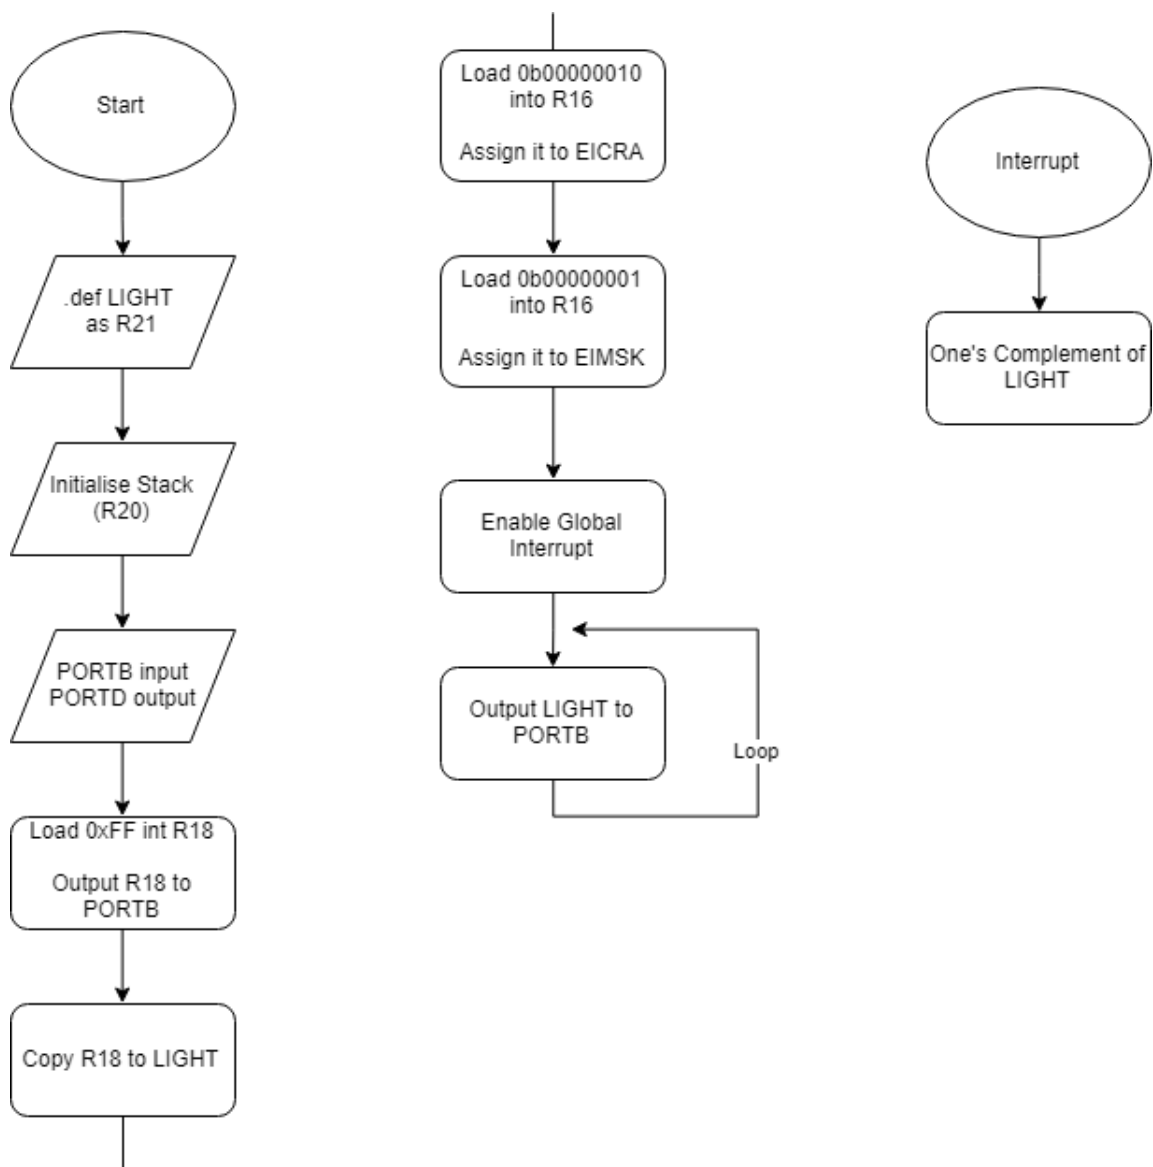 Start
.def LIGHT
as R21
Initialise Stack
(R20)
PORTB input
PORTD output
Load 0xFF int R18
Output R18 to
PORTB
Copy R18 to LIGHT
Load 0b00000010
into R16
Assign it to EICRA
Load 0b00000001
into R16
Assign it to EIMSK
Enable Global
Interrupt
Output LIGHT to
PORTB
Loop
Interrupt
One's Complement of
LIGHT